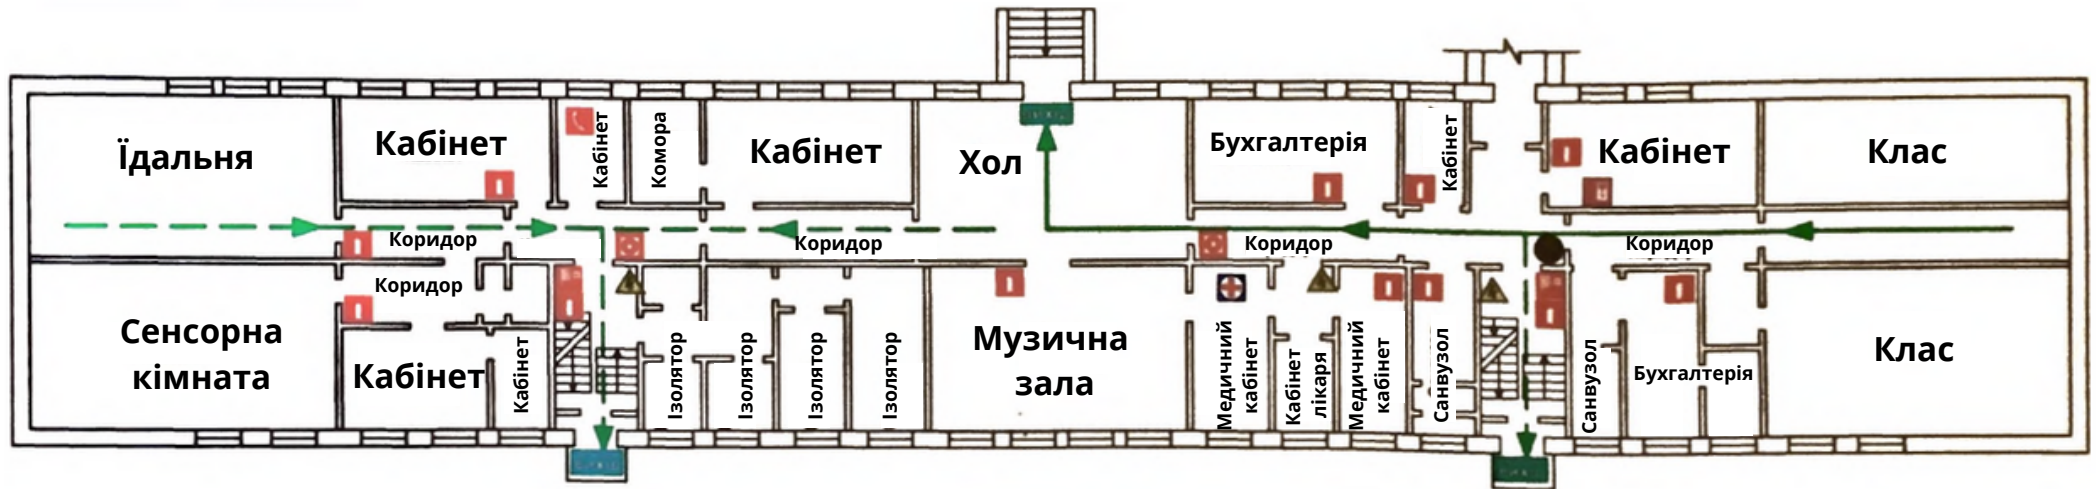 Їдальня
Кабінет
Кабінет
Комора
Кабінет
Хол
Бухгалтерія
Кабінет
Кабінет
Клас
Коридор
Коридор
Коридор
Коридор
Коридор
Сенсорна
кімната
Кабінет
Кабінет
Ізолятор
Ізолятор
Ізолятор
Ізолятор
Музична
зала
Медичний
кабінет
Кабінет
лікаря
Медичний
кабінет
Санвузол
Санвузол
Бухгалтерія
Клас